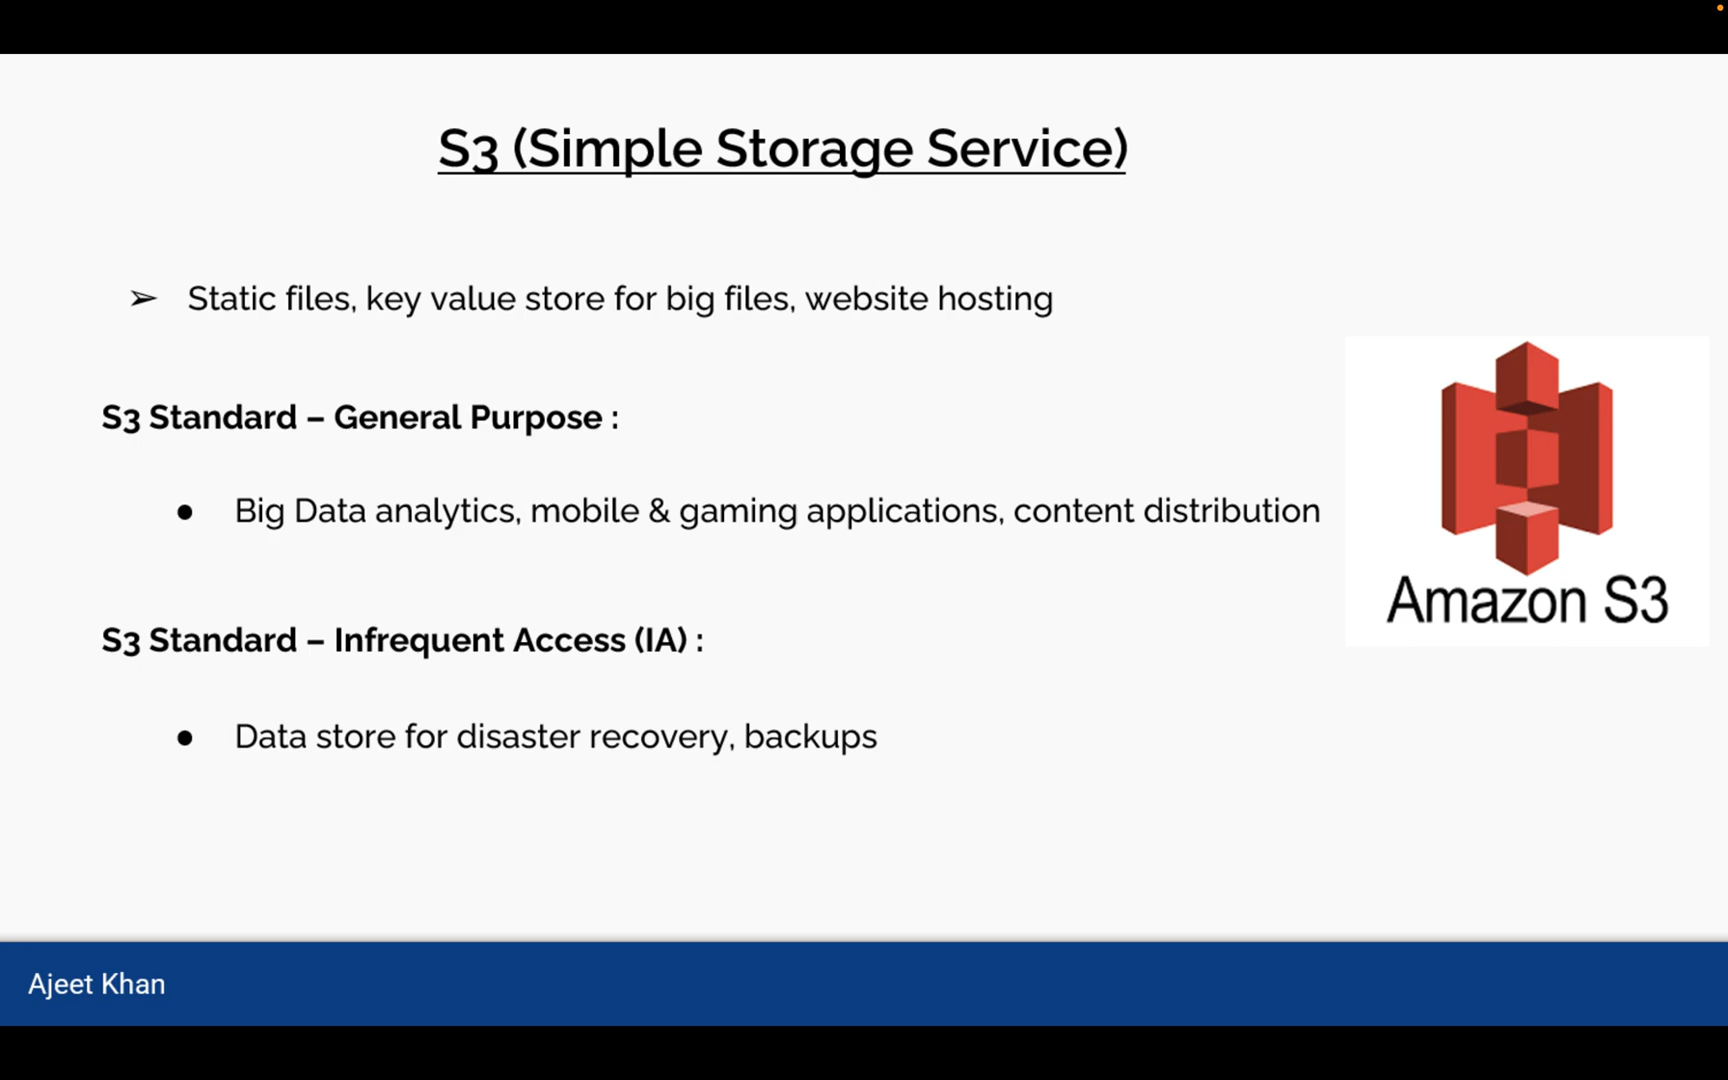 S3 (Simple Storage Service)
➢ Static files, key value store for big files, website hosting
S3 Standard – General Purpose :
● Big Data analytics, mobile & gaming applications, content distribution
S3 Standard – Infrequent Access (IA) :
● Data store for disaster recovery, backups
Amazon S3
Ajeet Khan